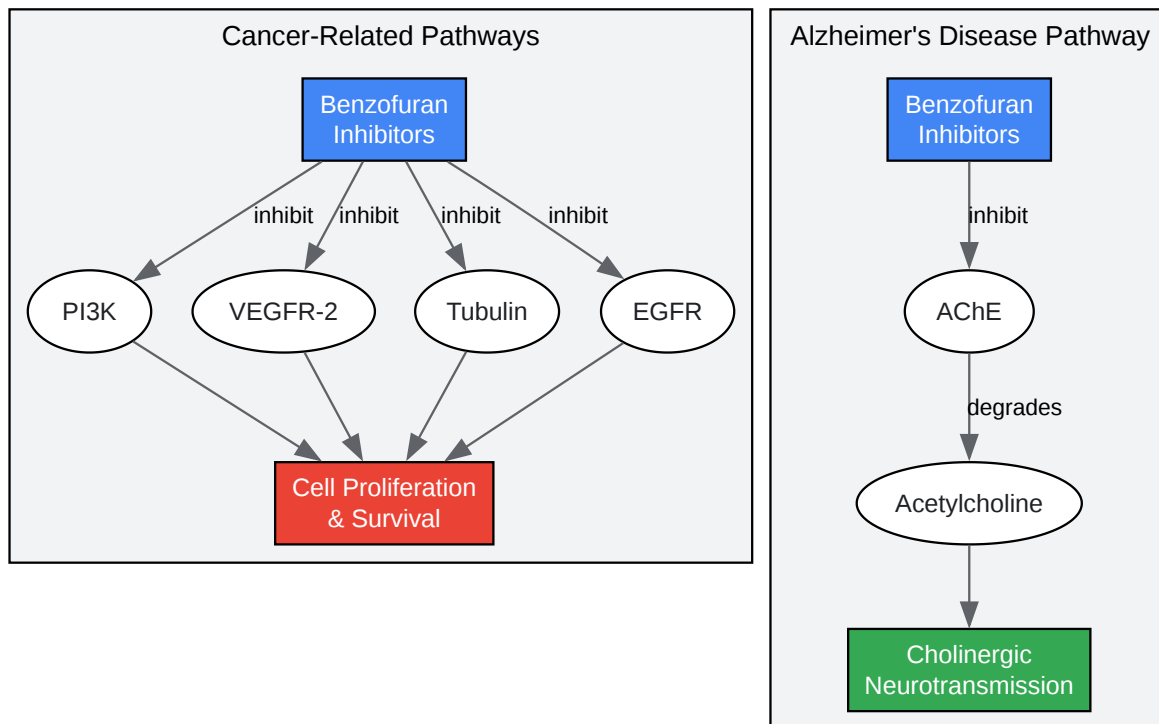 Cancer-Related Pathways
Benzofuran
Inhibitors
inhibit
inhibit
inhibit
inhibit
PI3K
VEGFR-2
Tubulin
EGFR
Cell Proliferation
& Survival
Alzheimer's Disease Pathway
Benzofuran
Inhibitors
inhibit
AChE
degrades
Acetylcholine
Cholinergic
Neurotransmission